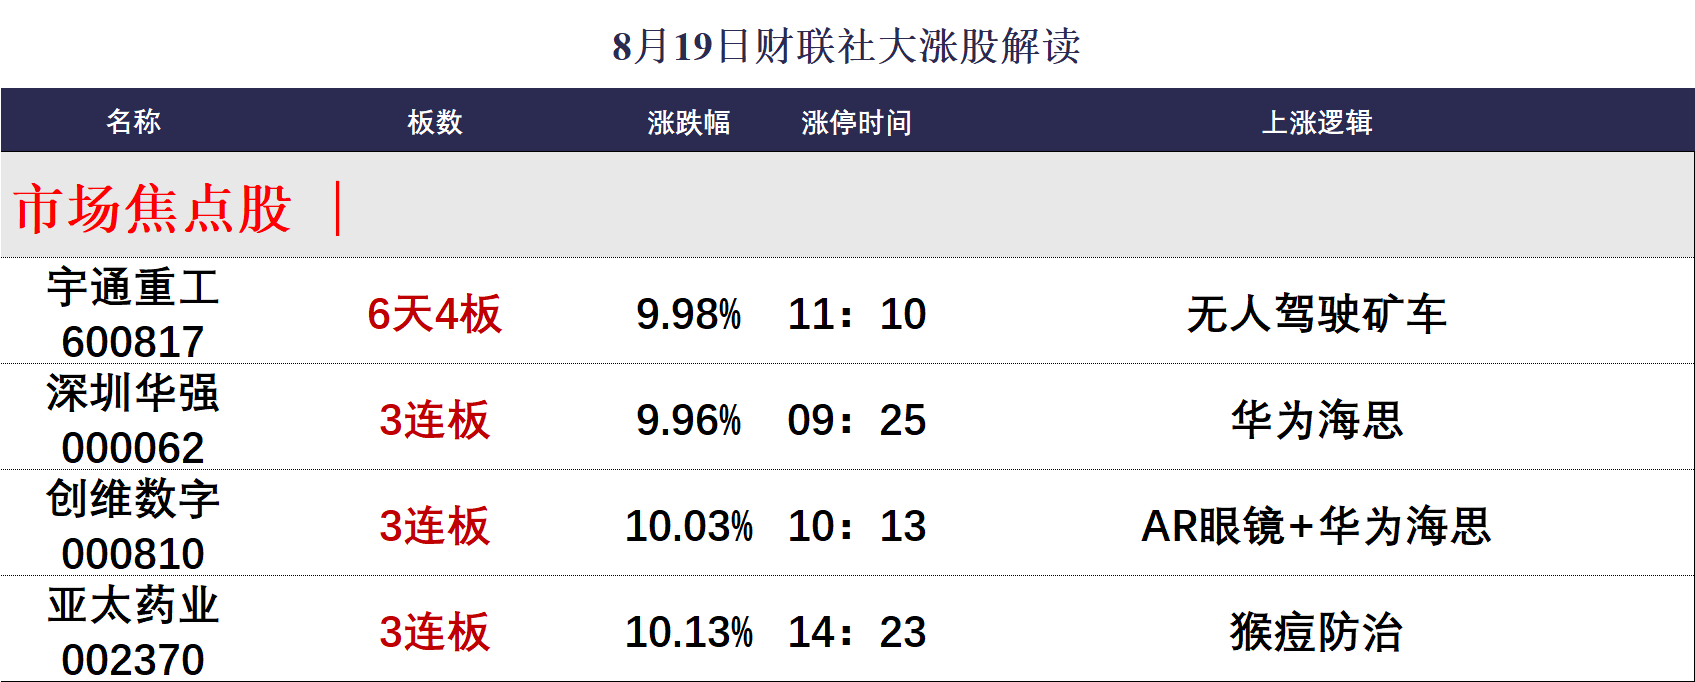 8月19日财联社大涨股解读
名称 板数 涨跌幅 涨停时间 上涨逻辑
市场焦点股 ｜
宇通重工
600817 6天4板 9.98% 11：10 无人驾驶矿车
深圳华强
000062 3连板 9.96% 09：25 华为海思
创维数字
000810 3连板 10.03% 10：13 AR眼镜+华为海思
亚太药业
002370 3连板 10.13% 14：23 猴痘防治